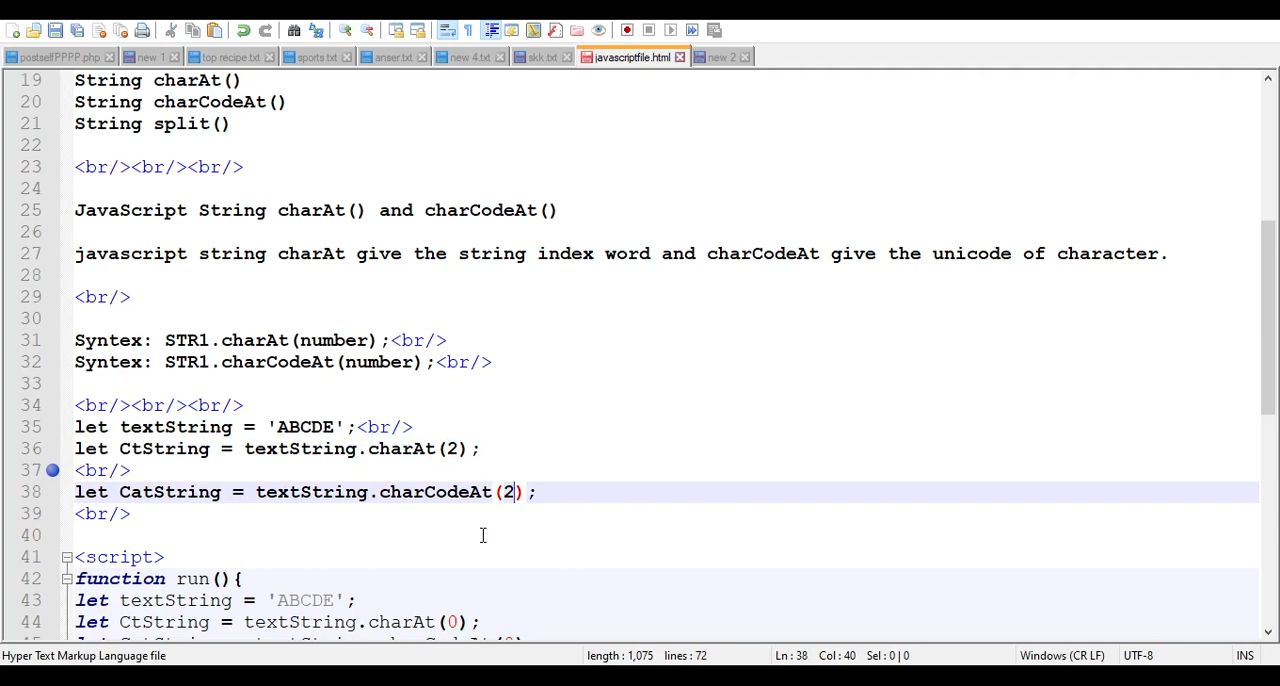 postselfPPPP.php new 1 top recipe.txt sports.txt anser.txt new 4.txt skk.txt javascriptfile.html new 2
19 String charAt()
20 String charCodeAt()
21 String split()
22
23 <br/><br/><br/>
24
25 JavaScript String charAt() and charCodeAt()
26
27 javascript string charAt give the string index word and charCodeAt give the unicode of character.
28
29 <br/>
30
31 Syntex: STR1.charAt(number);<br/>
32 Syntex: STR1.charCodeAt(number);<br/>
33
34 <br/><br/><br/>
35 let textString = 'ABCDE';<br/>
36 let CtString = textString.charAt(2);
37 <br/>
38 let CatString = textString.charCodeAt(2);
39 <br/>
40
41 <script>
42 function run(){
43 let textString = 'ABCDE';
44 let CtString = textString.charAt(0);
Hyper Text Markup Language file length : 1,075 lines : 72 Ln : 38 Col : 40 Sel : 0 | 0 Windows (CR LF) UTF-8 INS